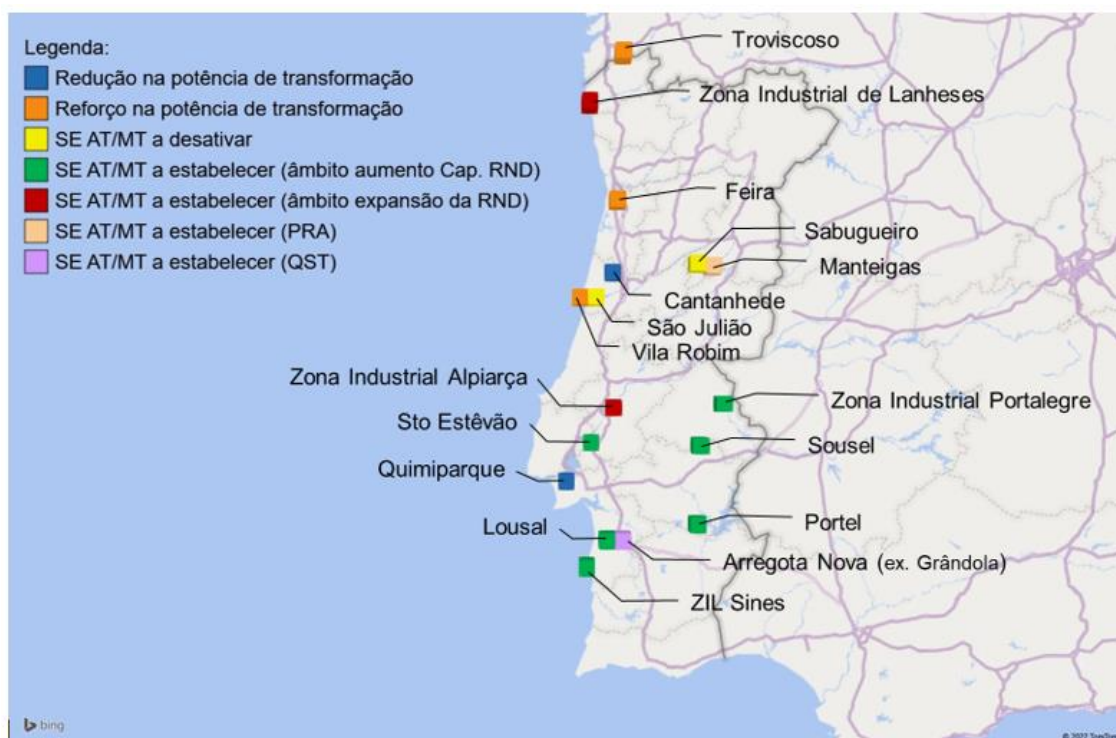 Legenda:
Redução na potência de transformação
Reforço na potência de transformação
SE AT/MT a desativar
SE AT/MT a estabelecer (âmbito aumento Cap. RND)
SE AT/MT a estabelecer (âmbito expansão da RND)
SE AT/MT a estabelecer (PRA)
SE AT/MT a estabelecer (QST)
Troviscoso
Zona Industrial de Lanheses
Feira
Sabugueiro
Manteigas
Cantanhede
São Julião
Vila Robim
Zona Industrial Alpiarça
Zona Industrial Portalegre
Sto Estêvão
Sousel
Quimiparque
Portel
Lousal
Arregota Nova (ex. Grândola)
ZIL Sines
bing
© 2022 TomTom